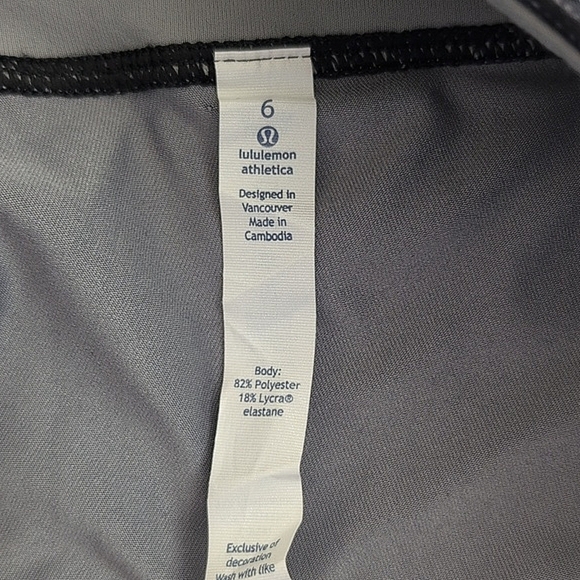 6
lululemon
athletica
Designed in
Vancouver
Made in
Cambodia
Body:
82% Polyester
18% Lycra®
elastane
Exclusive of
decoration
Wash with like